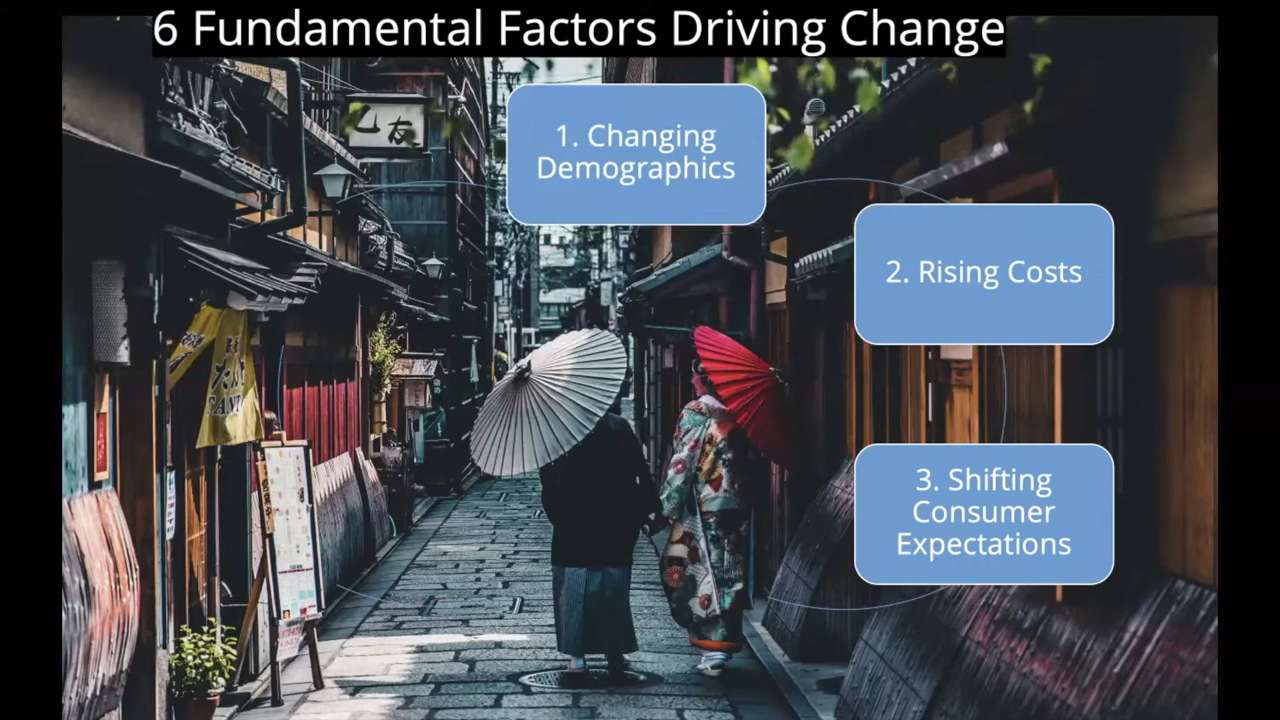 6 Fundamental Factors Driving Change
1. Changing
Demographics
2. Rising Costs
3. Shifting
Consumer
Expectations